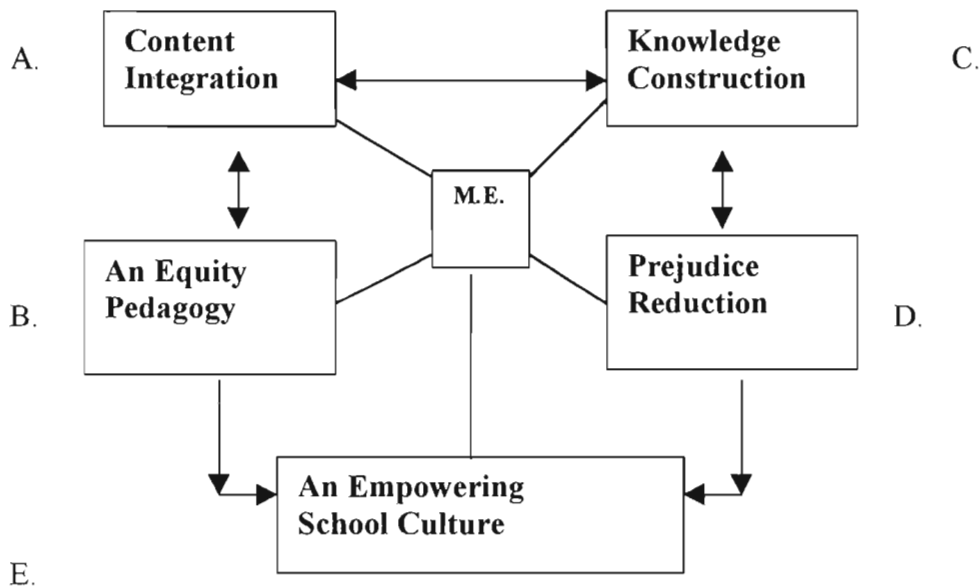 A.
Content
Integration
Knowledge
Construction
C.
M.E.
B.
An Equity
Pedagogy
Prejudice
Reduction
D.
An Empowering
School Culture
E.